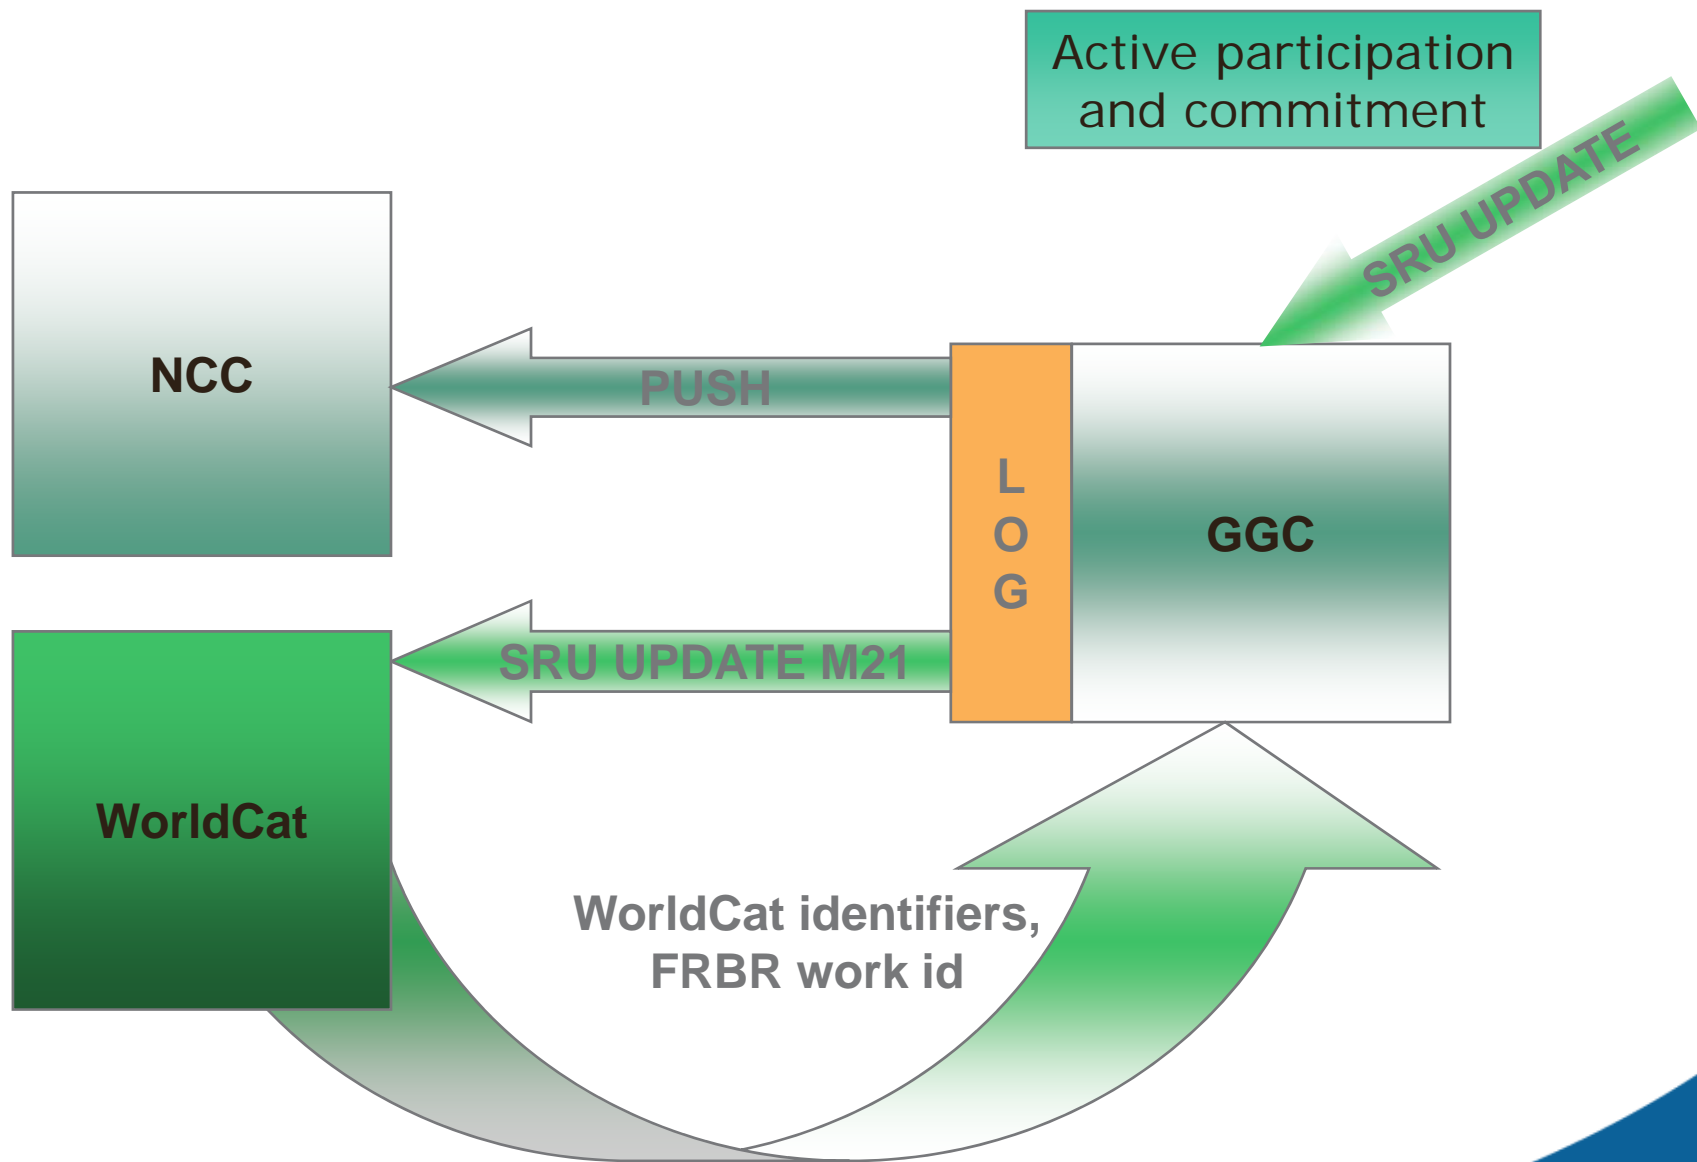 Active participation
and commitment
SRU UPDATE
NCC
PUSH
L
O
G
GGC
SRU UPDATE M21
WorldCat
WorldCat identifiers,
FRBR work id